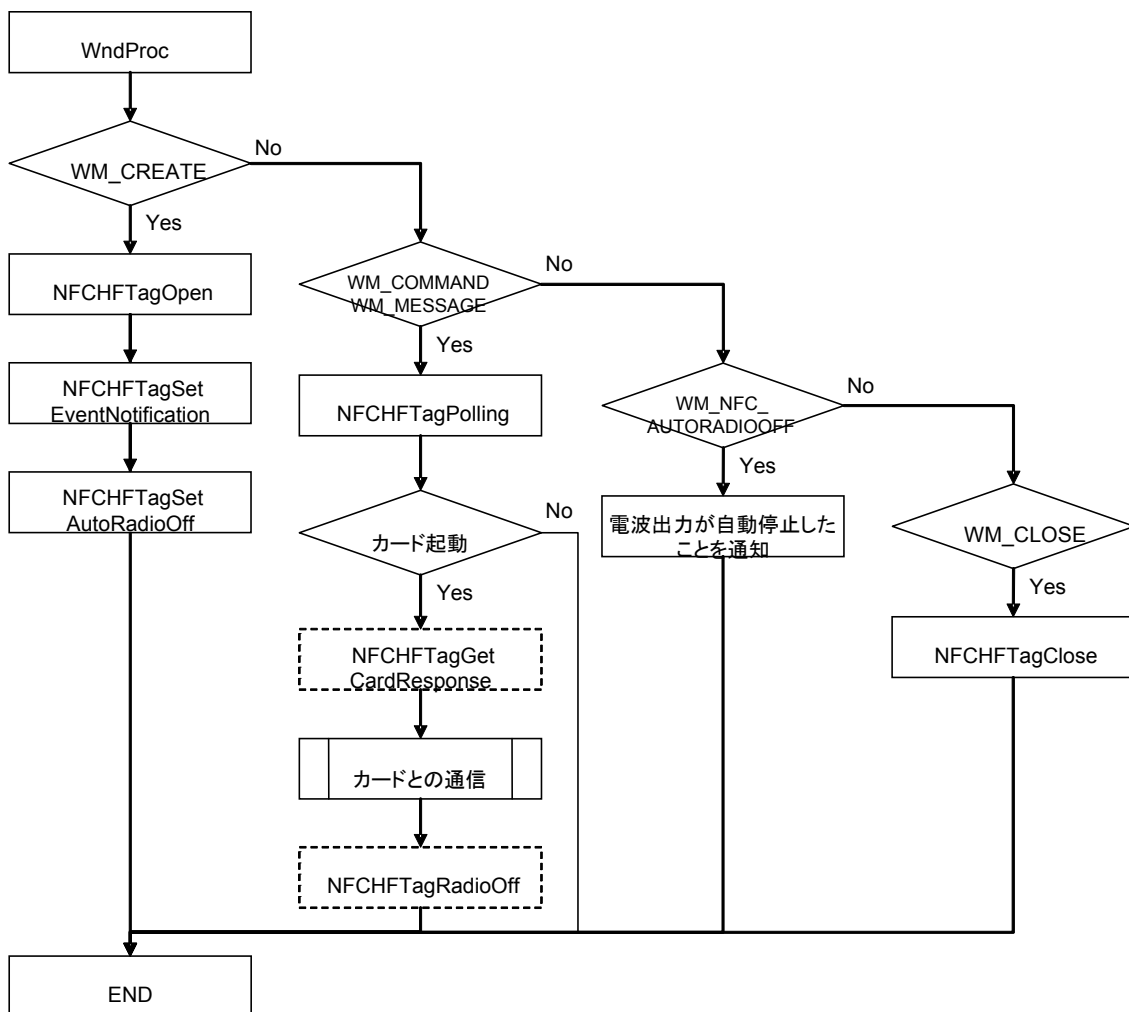 WndProc
No
WM_CREATE
Yes
NFCHFTagOpen
NFCHFTagSet
EventNotification
NFCHFTagSet
AutoRadioOff
No
WM_COMMAND
WM_MESSAGE
Yes
NFCHFTagPolling
No
カード起動
Yes
NFCHFTagGet
CardResponse
カードとの通信
NFCHFTagRadioOff
No
WM_NFC_
AUTORADIOOFF
Yes
電波出力が自動停止した
ことを通知
WM_CLOSE
Yes
NFCHFTagClose
END